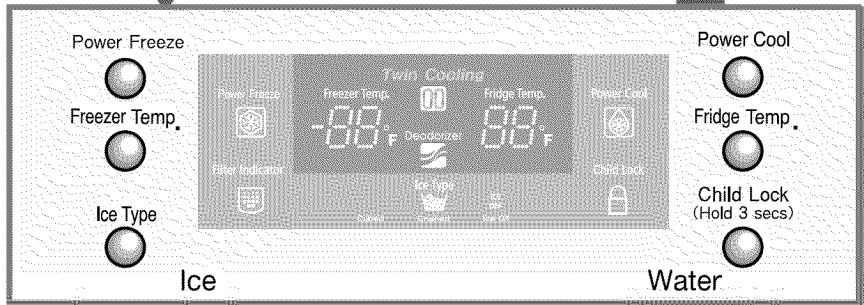 Power Freeze
Power Cool
Twin Cooling
Power Freeze
Freezer Temp.
Fridge Temp.
Power Cool
Freezer Temp.
Fridge Temp.
-88°F
88°F
Deodorizer
Filter Indicator
Child Lock
Ice Type
Ice Type
Child Lock
(Hold 3 secs)
Cubed
Crushed
Ice Off
Ice
Water